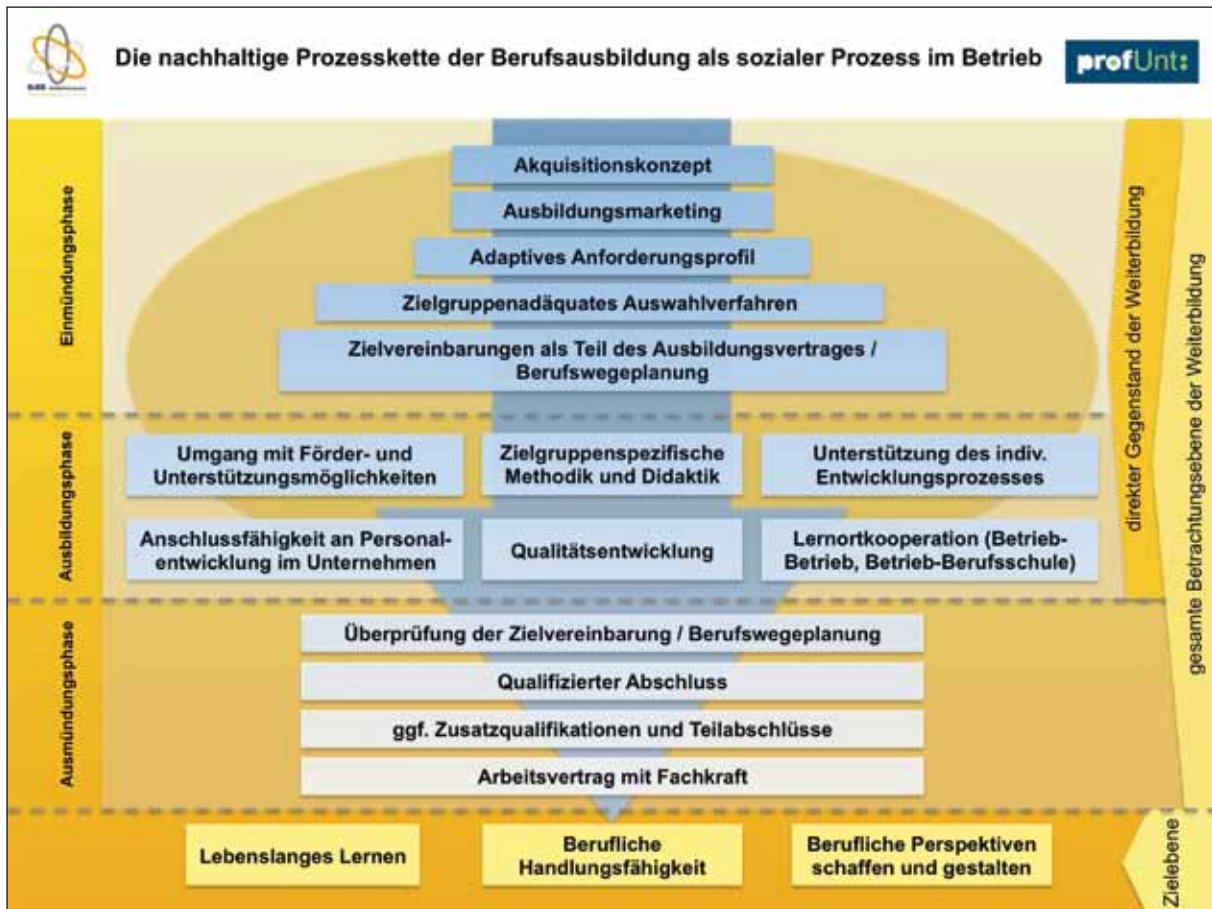 Die nachhaltige Prozesskette der Berufsausbildung als sozialer Prozess im Betrieb
profUnt:
Einmündungsphase
Akquisitionskonzept
Ausbildungsmarketing
Adaptives Anforderungsprofil
Zielgruppenadäquates Auswahlverfahren
Zielvereinbarungen als Teil des Ausbildungsvertrages /
Berufswegeplanung
Ausbildungsphase
Umgang mit Förder- und
Unterstützungsmöglichkeiten
Zielgruppenspezifische
Methodik und Didaktik
Unterstützung des indiv.
Entwicklungsprozesses
Anschlussfähigkeit an Personal-
entwicklung im Unternehmen
Qualitätsentwicklung
Lernortkooperation (Betrieb-
Betrieb, Betrieb-Berufsschule)
Ausmündungsphase
Überprüfung der Zielvereinbarung / Berufswegeplanung
Qualifizierter Abschluss
ggf. Zusatzqualifikationen und Teilabschlüsse
Arbeitsvertrag mit Fachkraft
direkter Gegenstand der Weiterbildung
gesamte Betrachtungsebene der Weiterbildung
Lebenslanges Lernen
Berufliche
Handlungsfähigkeit
Berufliche Perspektiven
schaffen und gestalten
Zielebene